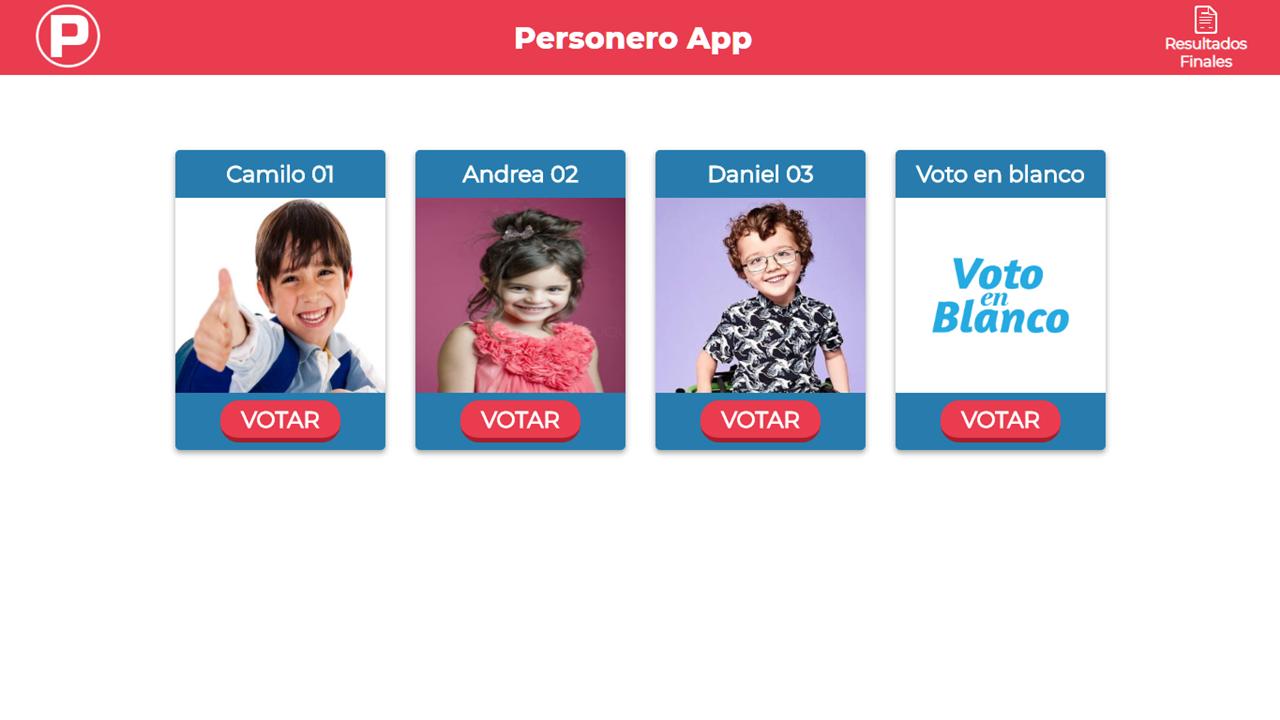 P
Personero App
Resultados
Finales
Camilo 01
Andrea 02
Daniel 03
Voto en blanco
Voto
en
Blanco
VOTAR
VOTAR
VOTAR
VOTAR